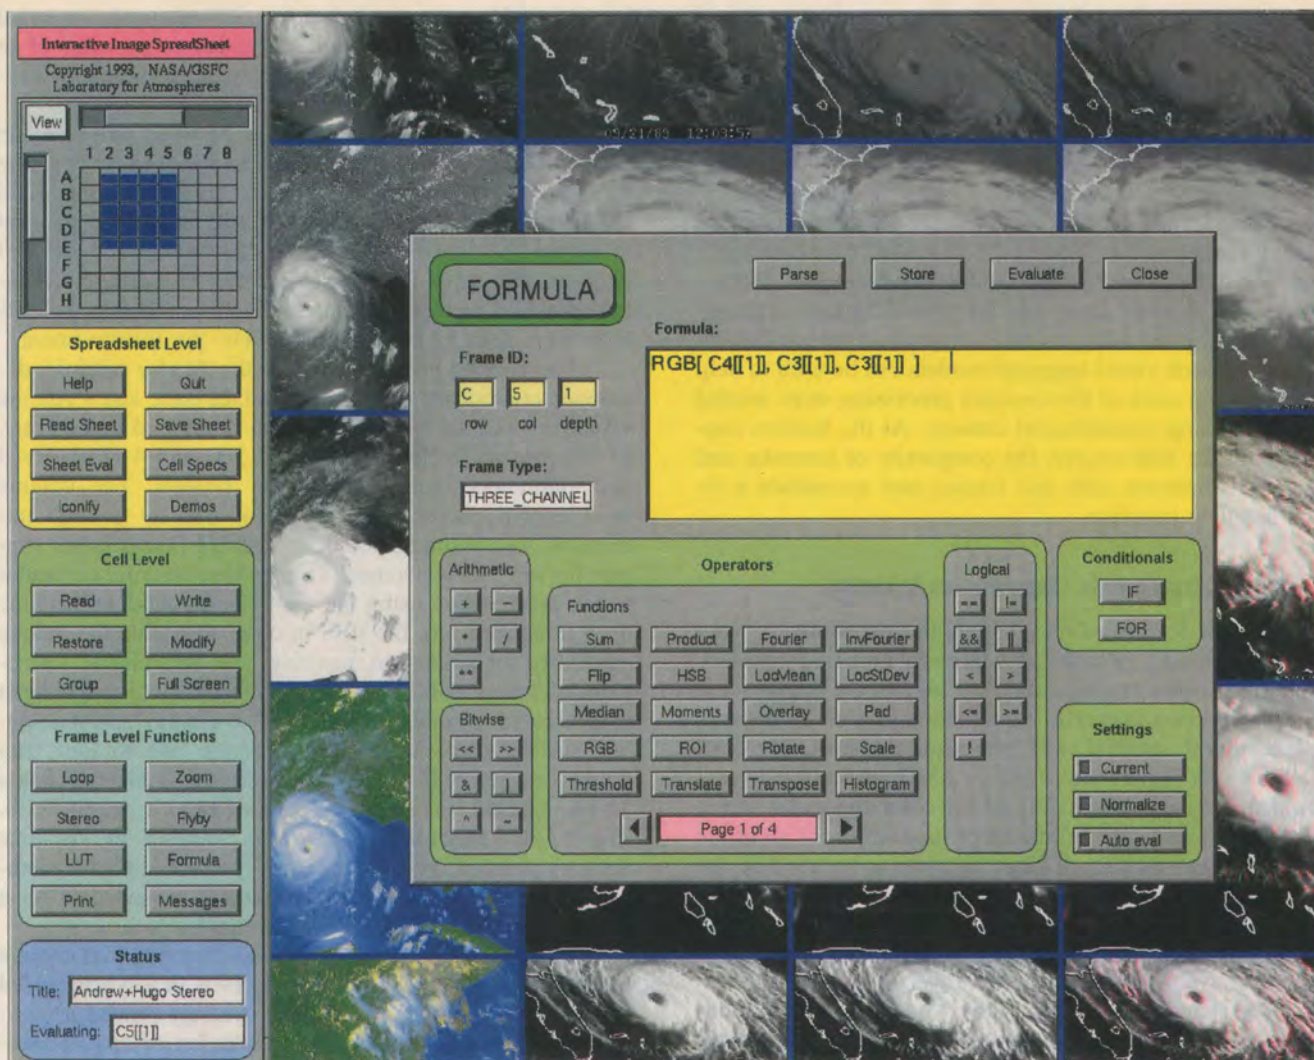 Interactive Image SpreadSheet
Copyright 1993, NASA/GSFC
Laboratory for Atmospheres
View
1 2 3 4 5 6 7 8
A
B
C
D
E
F
G
H
Spreadsheet Level
Help Quit
Read Sheet Save Sheet
Sheet Eval Cell Specs
Iconify Demos
Cell Level
Read Write
Restore Modify
Group Full Screen
Frame Level Functions
Loop Zoom
Stereo Flyby
LUT Formula
Print Messages
Status
Title: Andrew+Hugo Stereo
Evaluating: C5[[1]]
FORMULA
Parse Store Evaluate Close
Frame ID:
C 5 1
row col depth
Frame Type:
THREE_CHANNEL
Formula:
RGB[ C4[[1]], C3[[1]], C3[[1]] ]
Operators
Arithmetic
+ -
* /
**
Bitwise
<< >>
& |
^ ~
Functions
Sum Product Fourier InvFourier
Flip HSB LocMean LocStDev
Median Moments Overlay Pad
RGB ROI Rotate Scale
Threshold Translate Transpose Histogram
Page 1 of 4
Logical
== !=
&& ||
< >
<= >=
!
Conditionals
IF
FOR
Settings
Current
Normalize
Auto eval